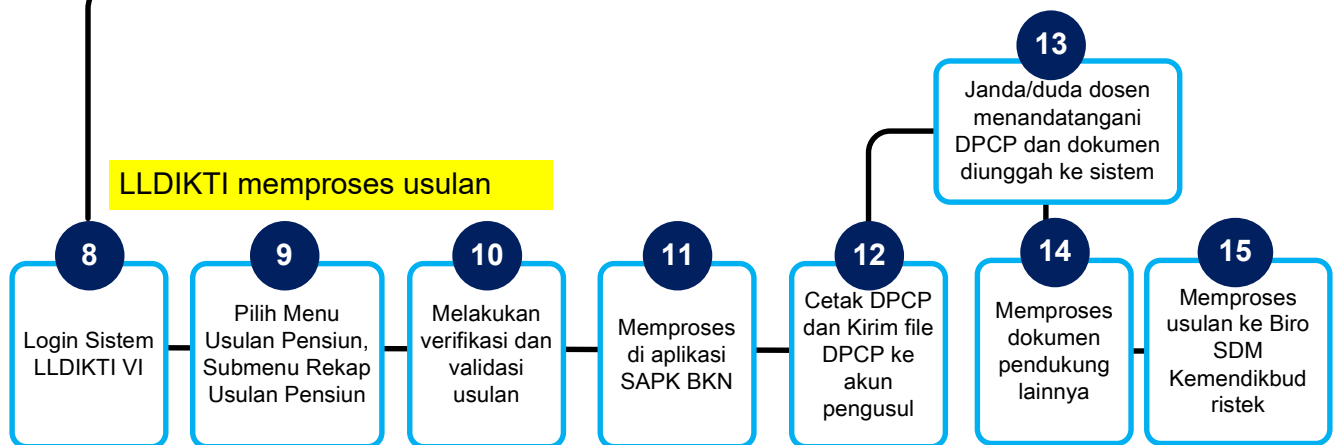 LLDIKTI memproses usulan
8
Login Sistem
LLDIKTI VI
9
Pilih Menu
Usulan Pensiun,
Submenu Rekap
Usulan Pensiun
10
Melakukan
verifikasi dan
validasi
usulan
11
Memproses
di aplikasi
SAPK BKN
12
Cetak DPCP
dan Kirim file
DPCP ke
akun
pengusul
13
Janda/duda dosen
menandatangani
DPCP dan dokumen
diunggah ke sistem
14
Memproses
dokumen
pendukung
lainnya
15
Memproses
usulan ke Biro
SDM
Kemendikbud
ristek